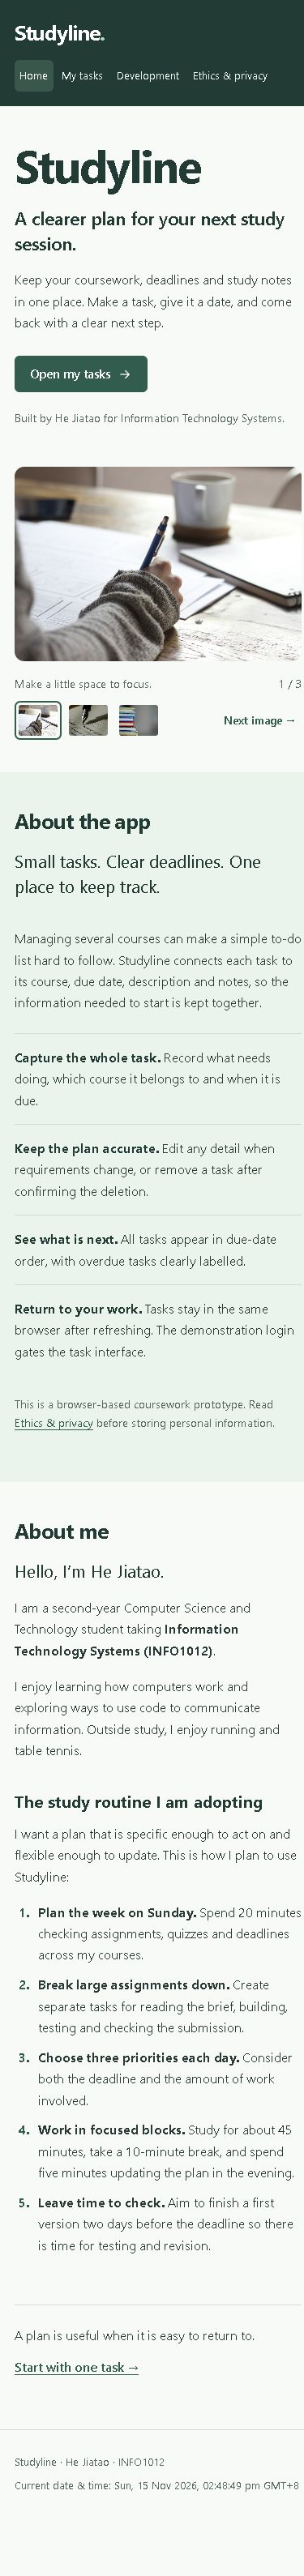 Studyline.
Home My tasks Development Ethics & privacy
Studyline
A clearer plan for your next study
session.
Keep your coursework, deadlines and study notes
in one place. Make a task, give it a date, and come
back with a clear next step.
Open my tasks →
Built by He Jiatao for Information Technology Systems.
Make a little space to focus. 1 / 3
Next image →
About the app
Small tasks. Clear deadlines. One
place to keep track.
Managing several courses can make a simple to-do
list hard to follow. Studyline connects each task to
its course, due date, description and notes, so the
information needed to start is kept together.
Capture the whole task. Record what needs
doing, which course it belongs to and when it is
due.
Keep the plan accurate. Edit any detail when
requirements change, or remove a task after
confirming the deletion.
See what is next. All tasks appear in due-date
order, with overdue tasks clearly labelled.
Return to your work. Tasks stay in the same
browser after refreshing. The demonstration login
gates the task interface.
This is a browser-based coursework prototype. Read
Ethics & privacy before storing personal information.
About me
Hello, I’m He Jiatao.
I am a second-year Computer Science and
Technology student taking Information
Technology Systems (INFO1012).
I enjoy learning how computers work and
exploring ways to use code to communicate
information. Outside study, I enjoy running and
table tennis.
The study routine I am adopting
I want a plan that is specific enough to act on and
flexible enough to update. This is how I plan to use
Studyline:
1. Plan the week on Sunday. Spend 20 minutes
checking assignments, quizzes and deadlines
across my courses.
2. Break large assignments down. Create
separate tasks for reading the brief, building,
testing and checking the submission.
3. Choose three priorities each day. Consider
both the deadline and the amount of work
involved.
4. Work in focused blocks. Study for about 45
minutes, take a 10-minute break, and spend
five minutes updating the plan in the evening.
5. Leave time to check. Aim to finish a first
version two days before the deadline so there
is time for testing and revision.
A plan is useful when it is easy to return to.
Start with one task →
Studyline · He Jiatao · INFO1012
Current date & time: Sun, 15 Nov 2026, 02:48:49 pm GMT+8